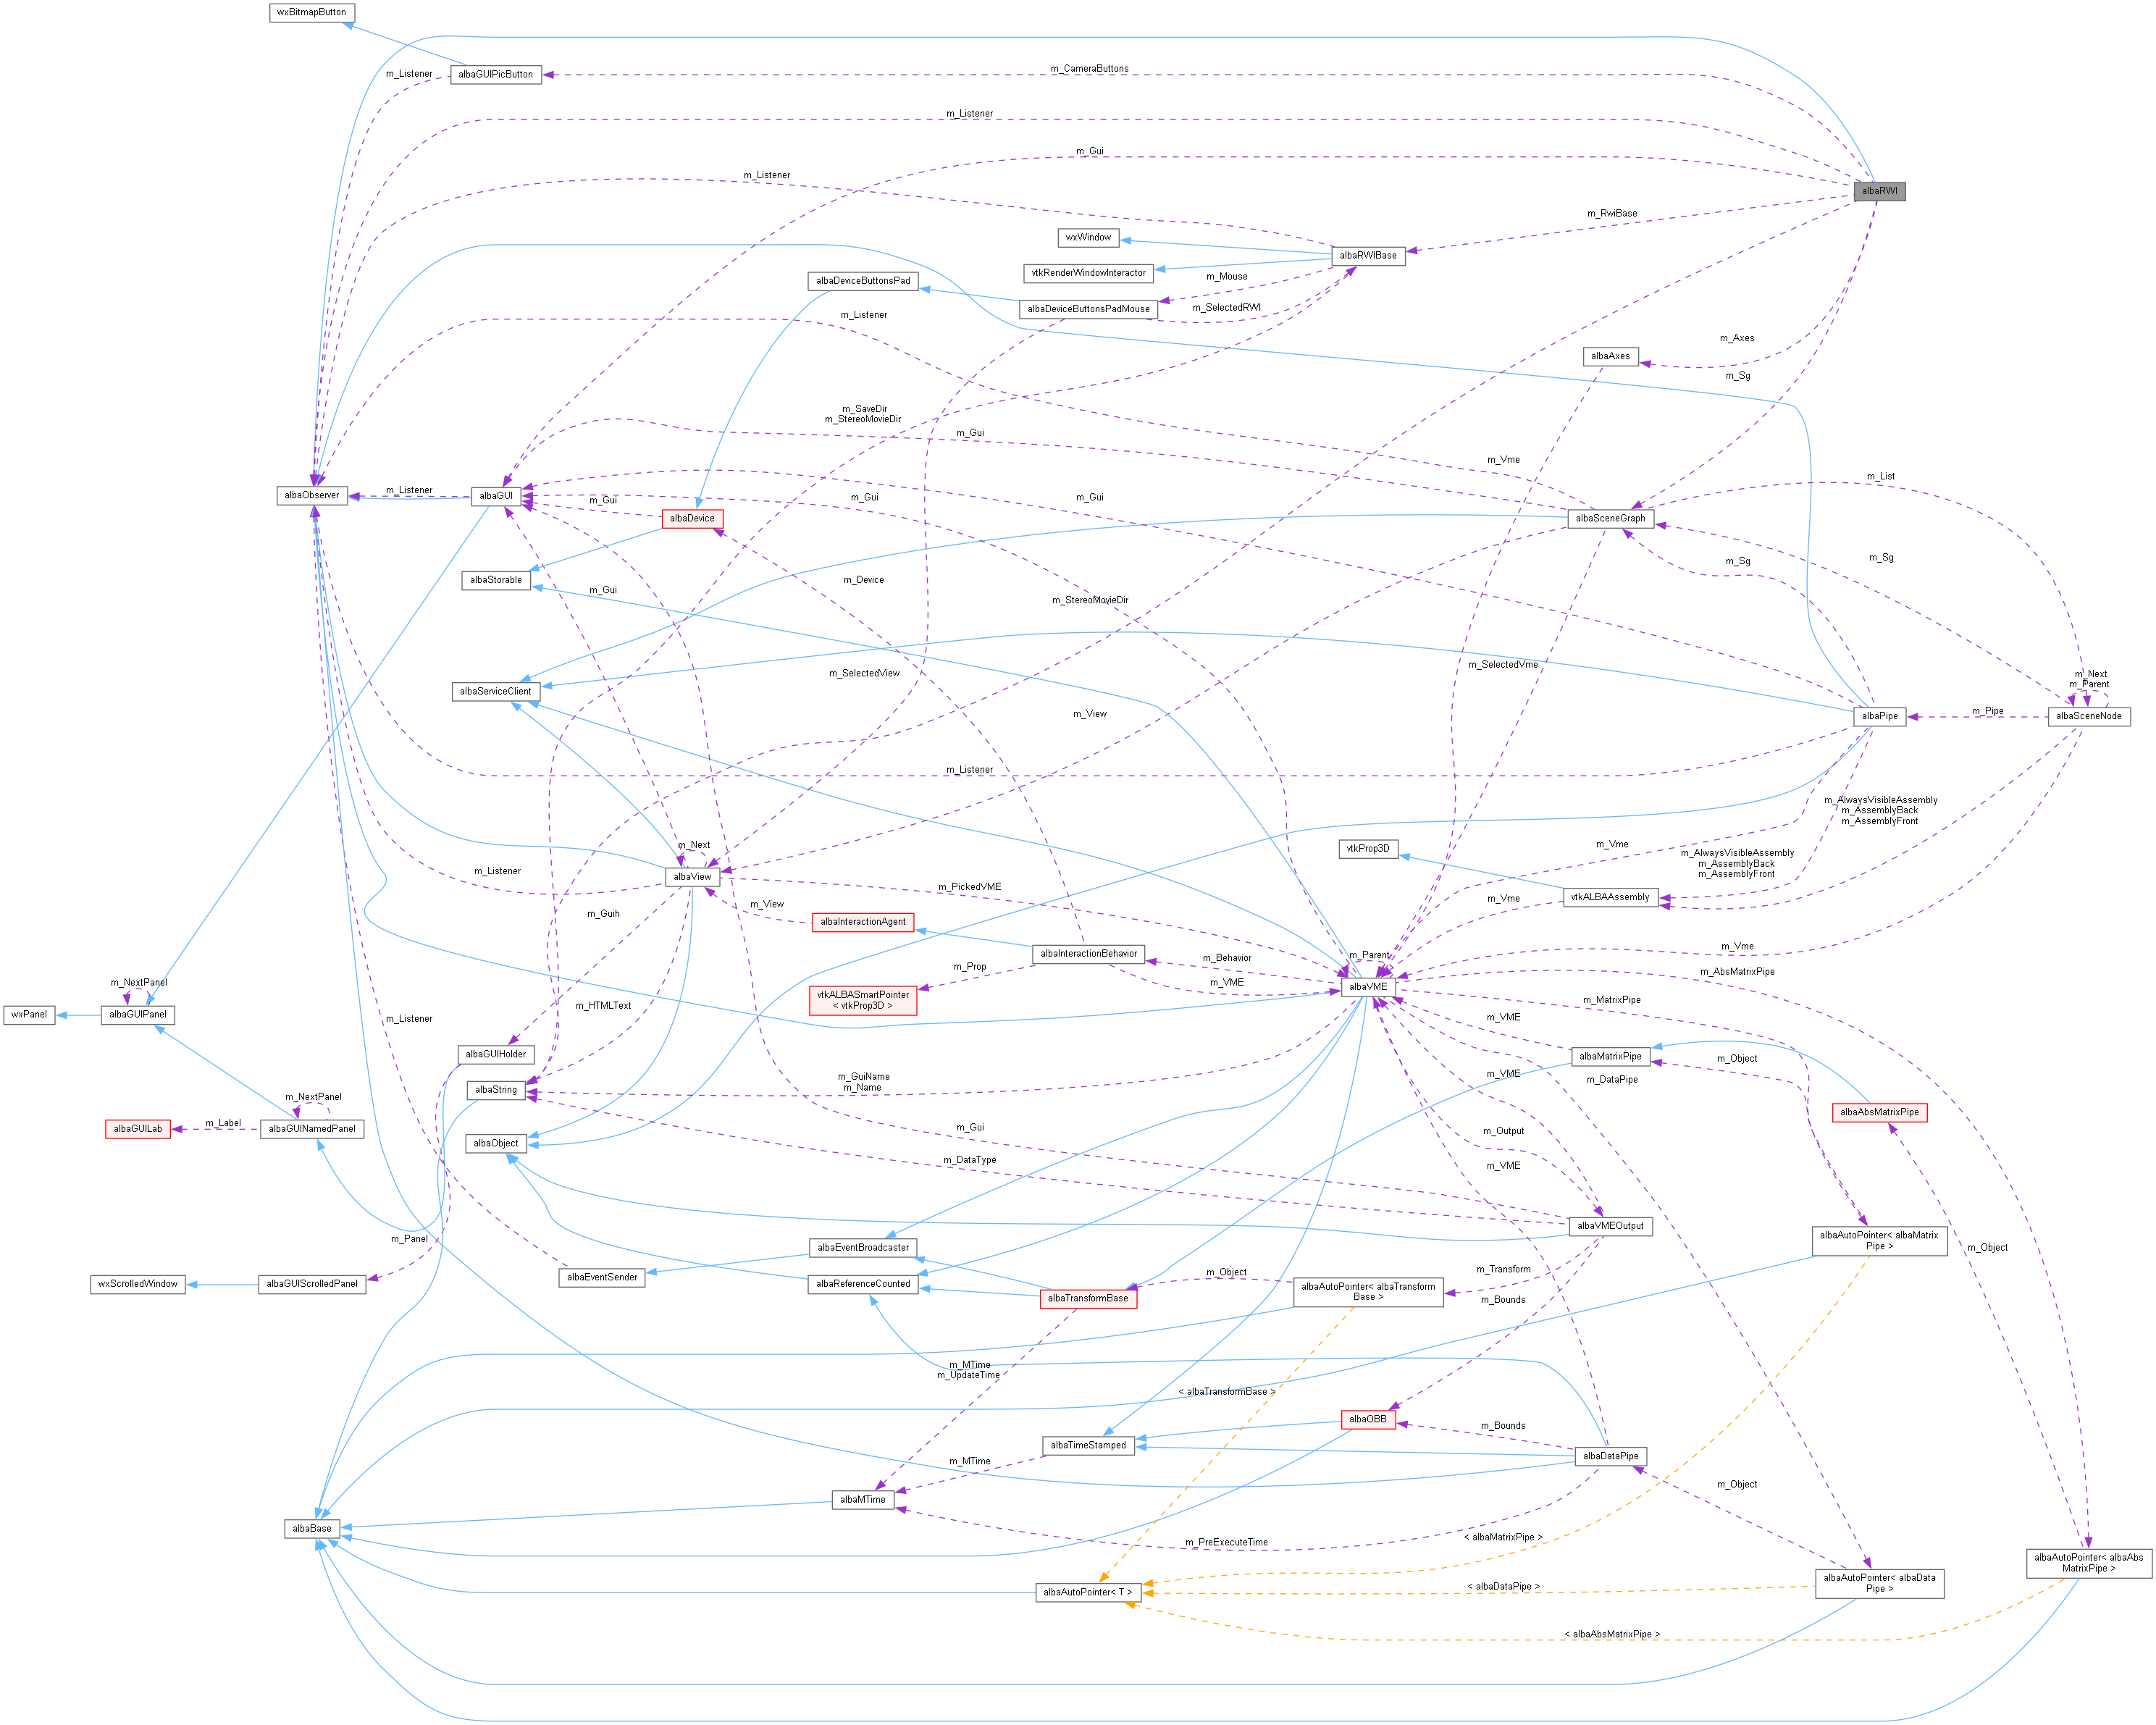 wxBitmapButton
albaGUIPicButton
m_CameraButtons
m_Listener
m_Listener
m_Gui
m_Listener
albaRWI
m_RwiBase
wxWindow
albaRWIBase
vtkRenderWindowInteractor
m_Mouse
albaDeviceButtonsPad
albaDeviceButtonsPadMouse
m_SelectedRWI
m_Listener
m_Axes
albaAxes
m_Sg
m_SaveDir
m_StereoMovieDir
m_Gui
m_Vme
m_List
albaObserver
m_Listener
albaGUI
m_Gui
m_Gui
m_Gui
albaDevice
albaSceneGraph
albaStorable
m_Gui
m_Device
m_StereoMovieDir
m_Sg
m_Sg
m_SelectedVme
m_SelectedView
albaServiceClient
m_View
m_Next
m_Parent
m_Pipe
albaPipe
albaSceneNode
m_Listener
m_AlwaysVisibleAssembly
m_AssemblyBack
m_AssemblyFront
m_Next
m_Vme
vtkProp3D
m_AlwaysVisibleAssembly
m_AssemblyBack
m_AssemblyFront
m_Listener
albaView
m_PickedVME
m_Vme
vtkALBAAssembly
m_Guih
m_View
albaInteractionAgent
albaInteractionBehavior
m_Behavior
m_Parent
m_Vme
m_Prop
m_VME
m_AbsMatrixPipe
m_NextPanel
albaVME
vtkALBASmartPointer
< vtkProp3D >
m_MatrixPipe
m_HTMLText
wxPanel
albaGUIPanel
m_Listener
m_VME
albaGUIHolder
albaMatrixPipe
m_Object
m_GuiName
m_Name
m_VME
m_DataPipe
albaString
m_NextPanel
albaAbsMatrixPipe
m_Label
albaGUILab
albaGUINamedPanel
m_Gui
m_Output
albaObject
m_DataType
m_VME
albaVMEOutput
m_Panel
albaEventBroadcaster
albaAutoPointer< albaMatrix
Pipe >
m_Object
albaEventSender
m_Object
m_Transform
wxScrolledWindow
albaGUIScrolledPanel
albaReferenceCounted
albaTransformBase
albaAutoPointer< albaTransform
Base >
m_Bounds
m_MTime
m_UpdateTime
< albaTransformBase >
albaOBB
m_Bounds
albaTimeStamped
albaDataPipe
m_MTime
m_Object
albaMTime
albaBase
m_PreExecuteTime
< albaMatrixPipe >
albaAutoPointer< albaAbs
MatrixPipe >
albaAutoPointer< T >
< albaDataPipe >
albaAutoPointer< albaData
Pipe >
< albaAbsMatrixPipe >